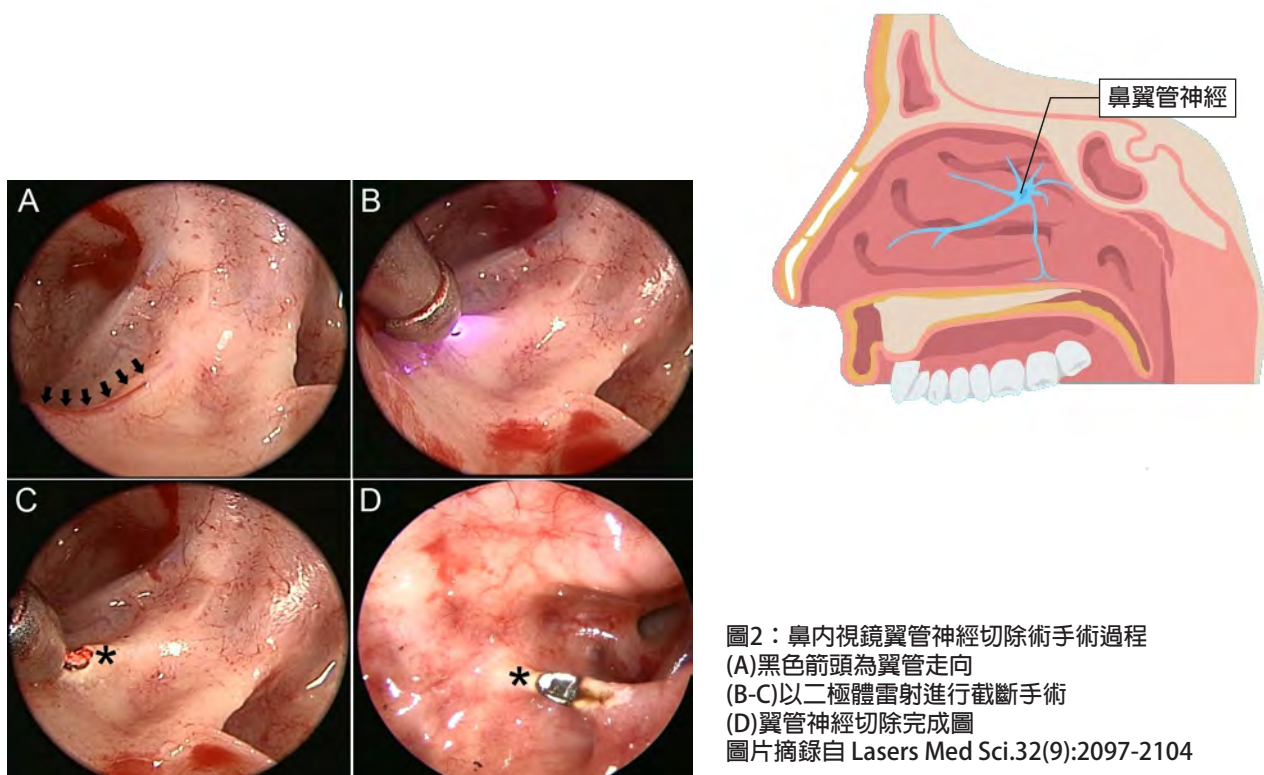 鼻翼管神經
A
B
C
*
D
*
圖2：鼻內視鏡翼管神經切除術手術過程
(A)黑色箭頭為翼管走向
(B-C)以二極體雷射進行截斷手術
(D)翼管神經切除完成圖
圖片摘錄自 Lasers Med Sci.32(9):2097-2104